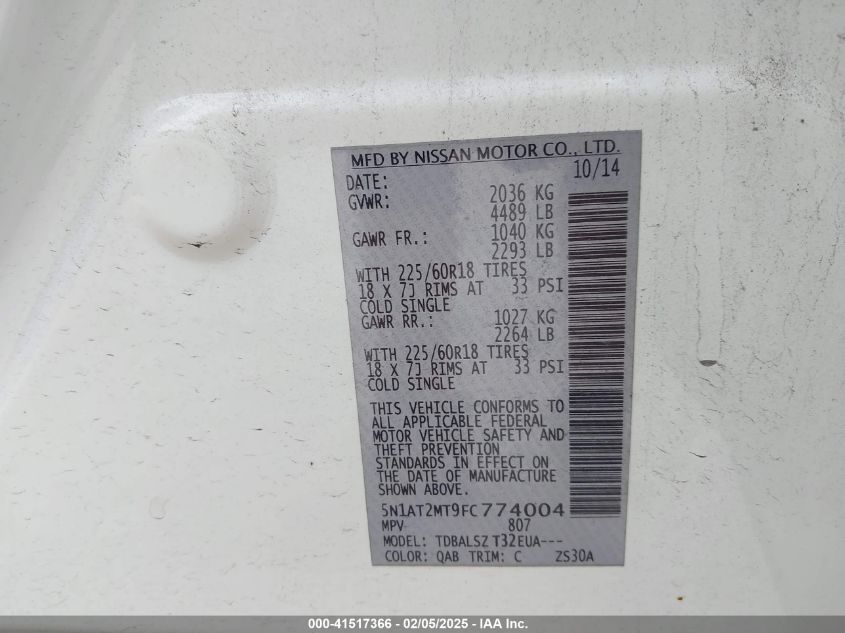 MFD BY NISSAN MOTOR CO., LTD.
DATE: 10/14
GVWR: 2036 KG
4489 LB
GAWR FR.: 1040 KG
2293 LB
WITH 225/60R18 TIRES
18 X 7J RIMS AT 33 PSI
COLD SINGLE
GAWR RR.: 1027 KG
2264 LB
WITH 225/60R18 TIRES
18 X 7J RIMS AT 33 PSI
COLD SINGLE
THIS VEHICLE CONFORMS TO
ALL APPLICABLE FEDERAL
MOTOR VEHICLE SAFETY AND
THEFT PREVENTION
STANDARDS IN EFFECT ON
THE DATE OF MANUFACTURE
SHOWN ABOVE.
5N1AT2MT9FC774004
MPV 807
MODEL: TDBALSZ T32EUA---
COLOR: QAB TRIM: C ZS30A
000-41517366 - 02/05/2025 - IAA Inc.